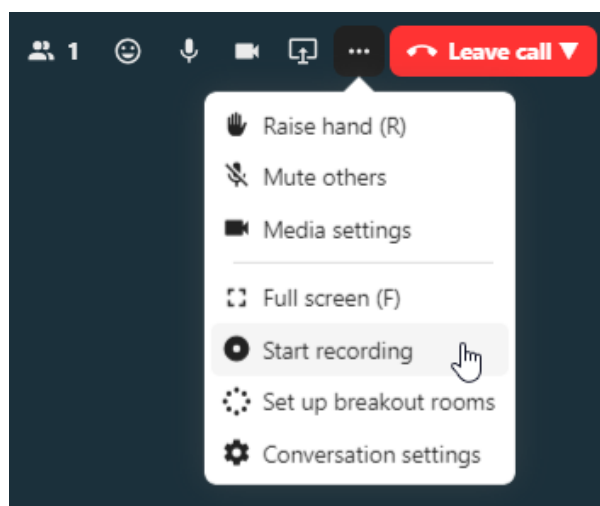 1
Leave call
Raise hand (R)
Mute others
Media settings
Full screen (F)
Start recording
Set up breakout rooms
Conversation settings